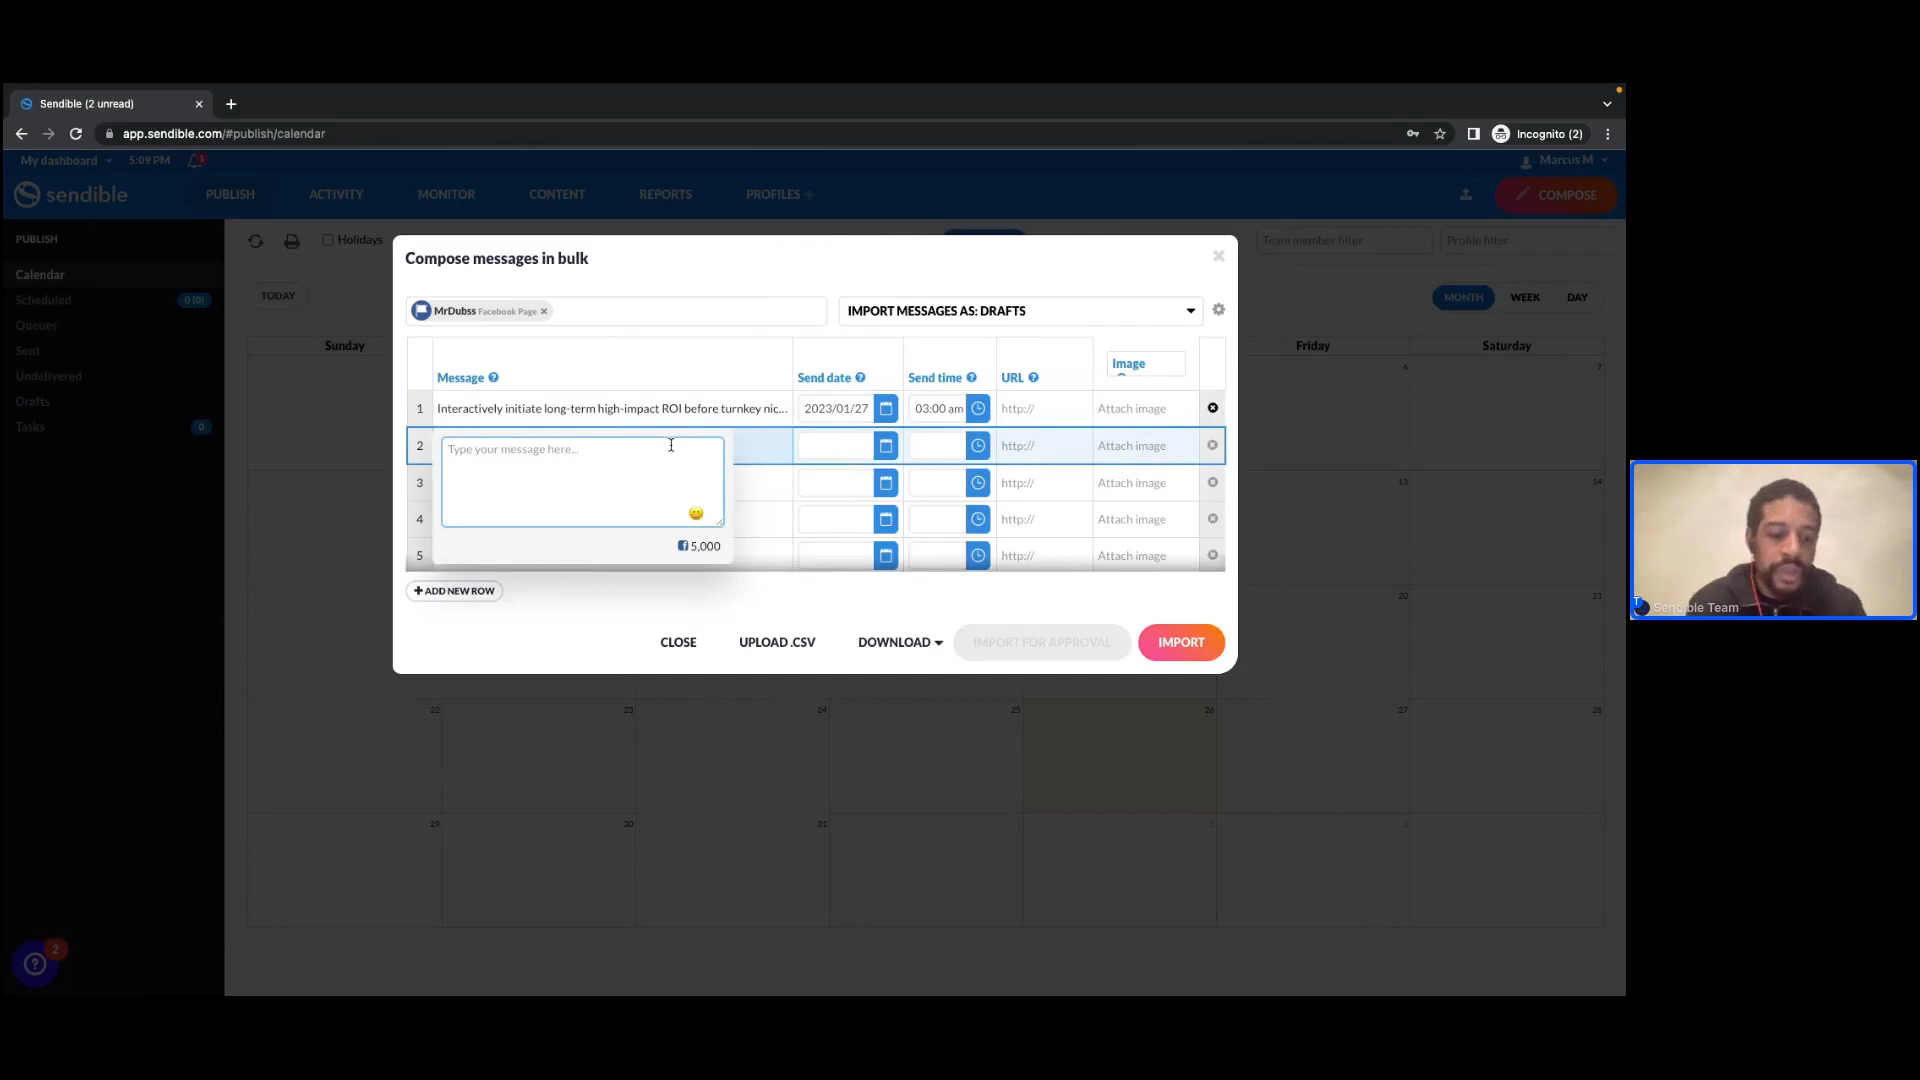 Sendible (2 unread)
app.sendible.com/#publish/calendar
Incognito (2)
My dashboard 5:09 PM 1 Marcus M
sendible PUBLISH ACTIVITY MONITOR CONTENT REPORTS PROFILES COMPOSE
PUBLISH
Calendar
Scheduled 0 (0)
Queues
Sent
Undelivered
Drafts
Tasks 0
Holidays
Team member filter Profile filter
TODAY
MONTH WEEK DAY
Sunday Friday Saturday
6 7
13 14
20 21
22 23 24 25 26 27 28
29 30 31
Compose messages in bulk
MrDubss Facebook Page
IMPORT MESSAGES AS: DRAFTS
Message Send date Send time URL Image
1 Interactively initiate long-term high-impact ROI before turnkey nic... 2023/01/27 03:00 am http:// Attach image
2 Type your message here... http:// Attach image
3 http:// Attach image
4 http:// Attach image
5 http:// Attach image
5,000
ADD NEW ROW
CLOSE UPLOAD .CSV DOWNLOAD IMPORT FOR APPROVAL IMPORT
2
T
Sendible Team